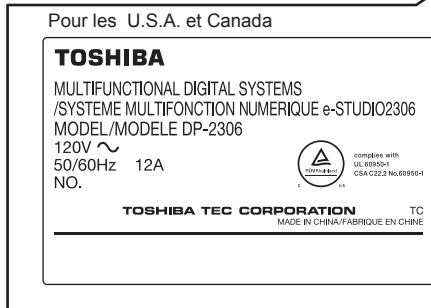 Pour les U.S.A. et Canada
TOSHIBA
MULTIFUNCTIONAL DIGITAL SYSTEMS
/SYSTEME MULTIFONCTION NUMERIQUE e-STUDIO2306
MODEL/MODELE DP-2306
120V ~
50/60Hz 12A
NO.
TÜVRheinland
C US
complies with
UL 60950-1
CSA C22.2 No.60950-1
TOSHIBA TEC CORPORATION TC
MADE IN CHINA/FABRIQUE EN CHINE